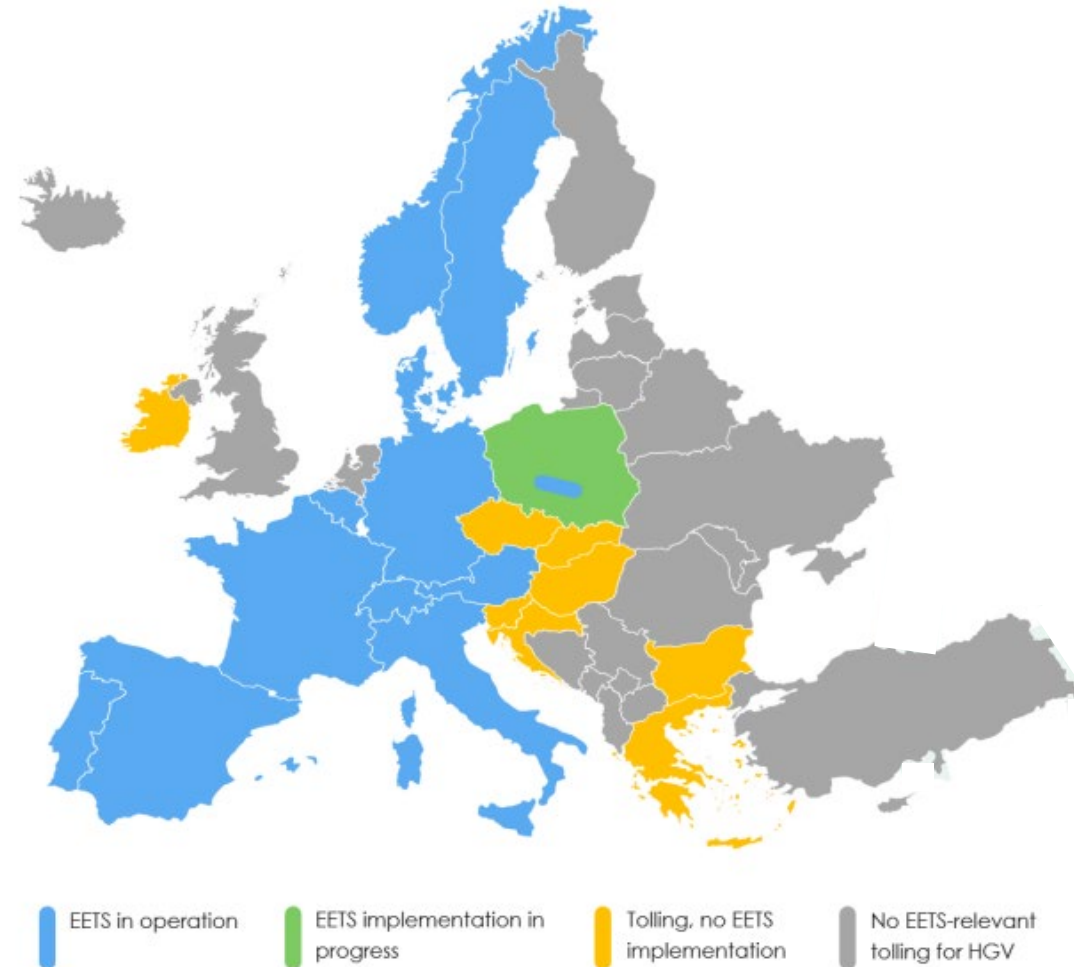 EETS in operation
EETS implementation in
progress
Tolling, no EETS
implementation
No EETS-relevant
tolling for HGV